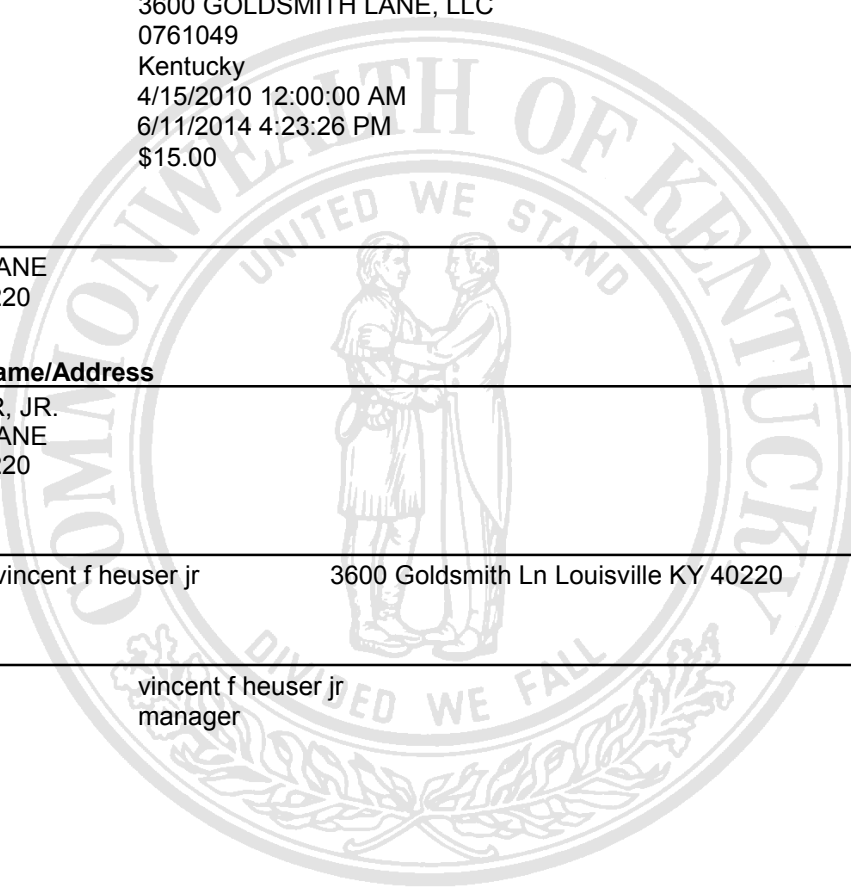 3600 GOLDSMITH LANE, LLC
0761049
Kentucky
4/15/2010 12:00:00 AM
6/11/2014 4:23:26 PM
$15.00
COMMONWEALTH OF KENTUCKY
UNITED WE STAND
ANE
220
ame/Address
R, JR.
ANE
220
vincent f heuser jr 3600 Goldsmith Ln Louisville KY 40220
DIVIDED WE FALL
vincent f heuser jr
manager